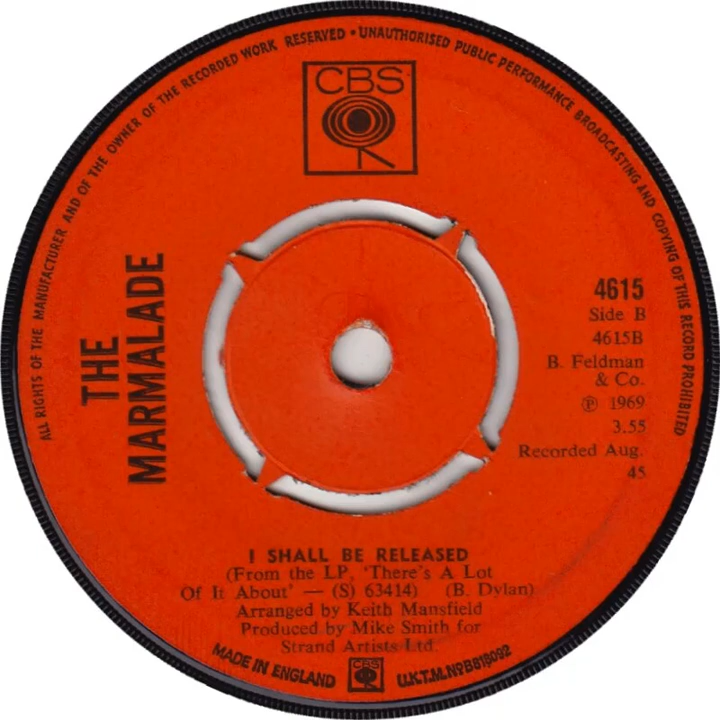 ALL RIGHTS OF THE MANUFACTURER AND OF THE OWNER OF THE RECORDED WORK RESERVED • UNAUTHORISED PUBLIC PERFORMANCE BROADCASTING AND COPYING OF THIS RECORD PROHIBITED
CBS
THE
MARMALADE
4615
Side B
4615B
B. Feldman
& Co.
℗ 1969
3.55
Recorded Aug.
45
I SHALL BE RELEASED
(From the LP, 'There's A Lot
Of It About' — (S) 63414) (B. Dylan)
Arranged by Keith Mansfield
Produced by Mike Smith for
Strand Artists Ltd.
MADE IN ENGLAND CBS U.K.T.M. Nº B818092